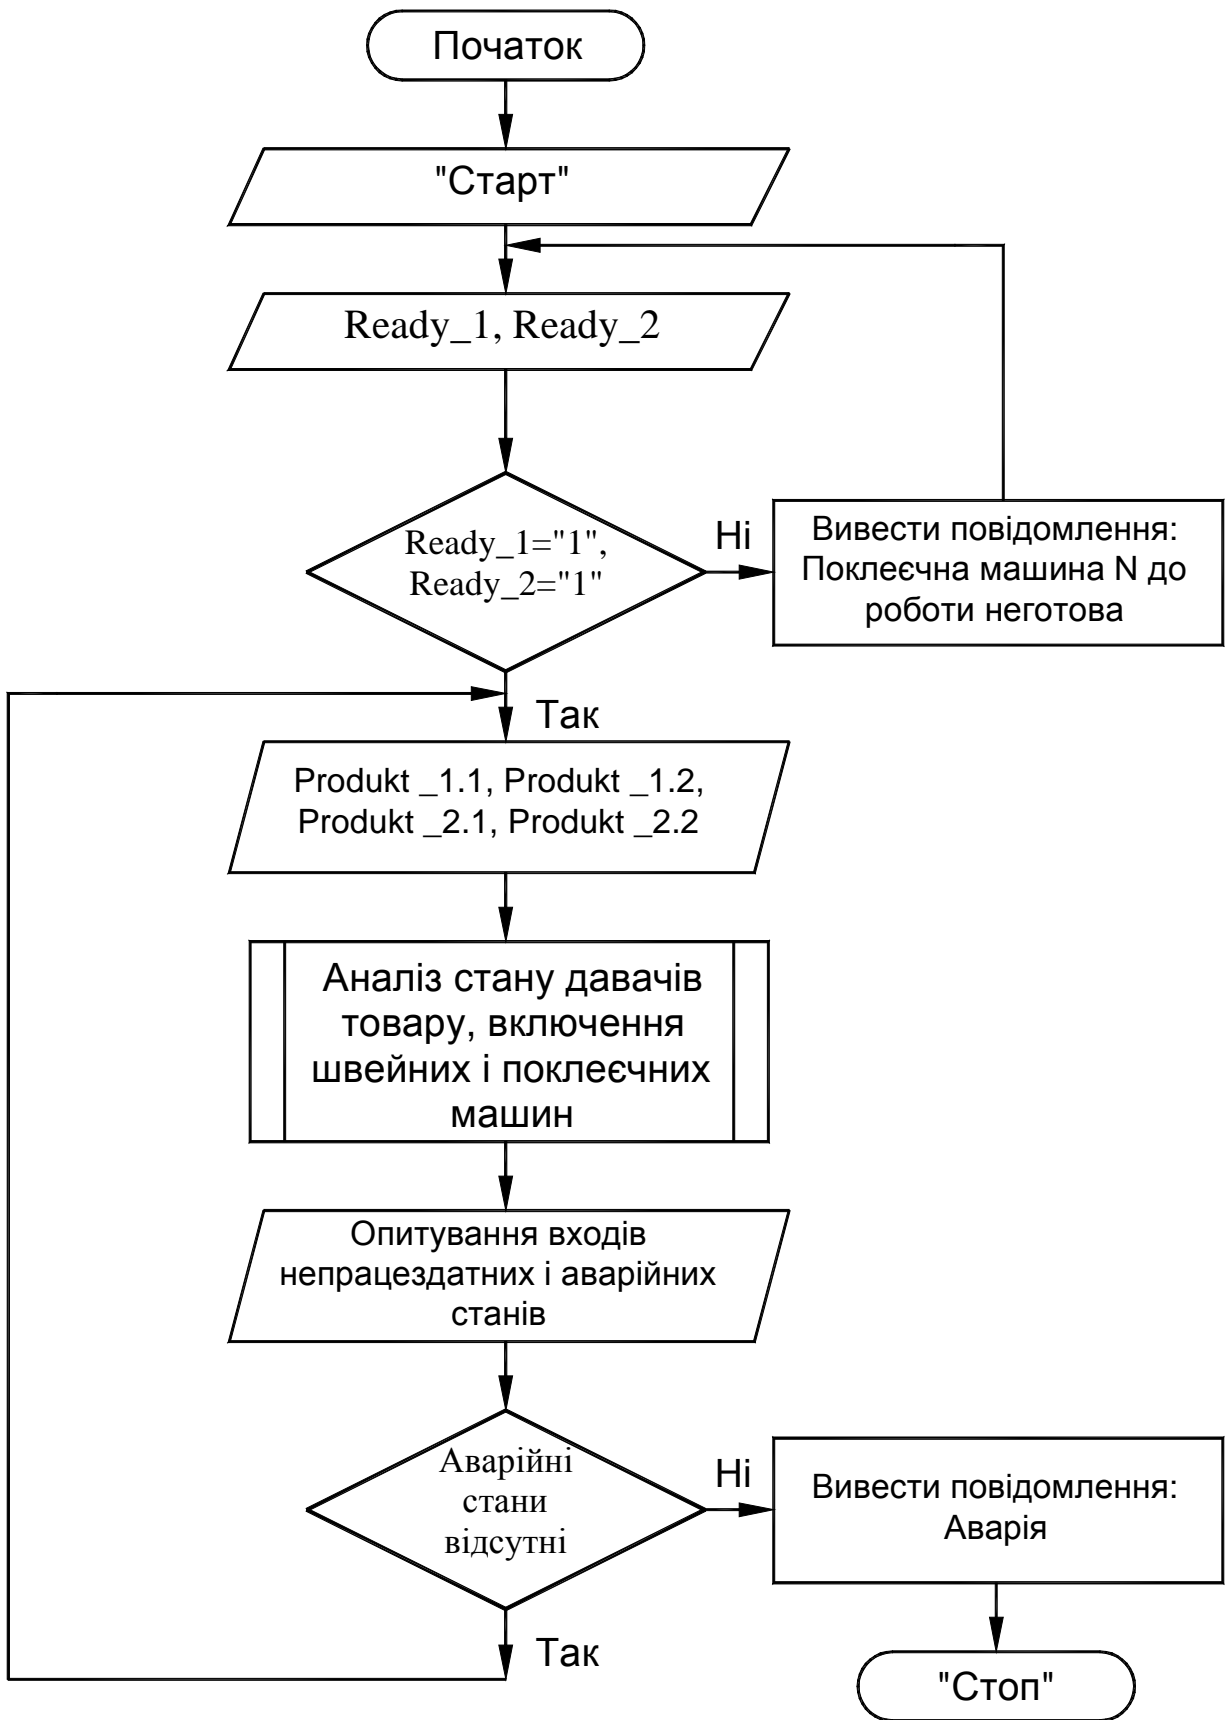 Початок
"Старт"
Ready_1, Ready_2
Ready_1="1",
Ready_2="1"
Ні
Вивести повідомлення:
Поклеєчна машина N до
роботи неготова
Так
Produkt _1.1, Produkt _1.2,
Produkt _2.1, Produkt _2.2
Аналіз стану давачів
товару, включення
швейних і поклеєчних
машин
Опитування входів
непрацездатних і аварійних
станів
Аварійні
стани
відсутні
Ні
Вивести повідомлення:
Аварія
Так
"Стоп"